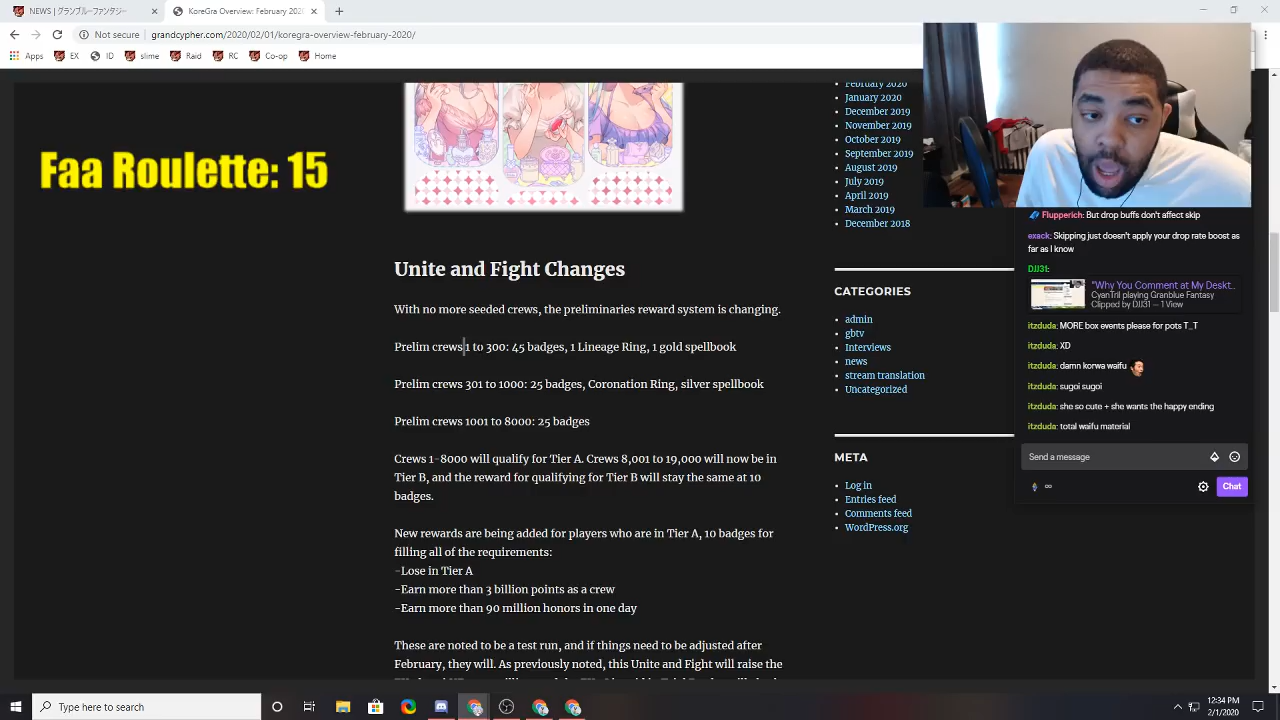 NEWS | グランブルーファンタジー
KoreGra Overview: February 2020
Not secure | grandcypher.com/2020/02/01/koregra-overview-february-2020/
Apps EX ID slime Raid RC Co-op Home
Faa Roulette: 15
Unite and Fight Changes
With no more seeded crews, the preliminaries reward system is changing.
Prelim crews 1 to 300: 45 badges, 1 Lineage Ring, 1 gold spellbook
Prelim crews 301 to 1000: 25 badges, Coronation Ring, silver spellbook
Prelim crews 1001 to 8000: 25 badges
Crews 1-8000 will qualify for Tier A. Crews 8,001 to 19,000 will now be in
Tier B, and the reward for qualifying for Tier B will stay the same at 10
badges.
New rewards are being added for players who are in Tier A, 10 badges for
filling all of the requirements:
-Lose in Tier A
-Earn more than 3 billion points as a crew
-Earn more than 90 million honors in one day
These are noted to be a test run, and if things need to be adjusted after
February, they will. As previously noted, this Unite and Fight will raise the
February 2020
January 2020
December 2019
November 2019
October 2019
September 2019
August 2019
July 2019
April 2019
March 2019
December 2018
CATEGORIES
admin
gbtv
Interviews
news
stream translation
Uncategorized
META
Log in
Entries feed
Comments feed
WordPress.org
Flupperich: But drop buffs don't affect skip
exack: Skipping just doesn't apply your drop rate boost as
far as I know
DJJ31:
"Why You Comment at My Deskt...
CyanTril playing Granblue Fantasy
Clipped by DJJ31 — 1 View
itzduda: MORE box events please for pots T_T
itzduda: XD
itzduda: damn korwa waifu
itzduda: sugoi sugoi
itzduda: she so cute + she wants the happy ending
itzduda: total waifu material
Send a message
∞ Chat
Type here to search
12:34 PM
2/1/2020